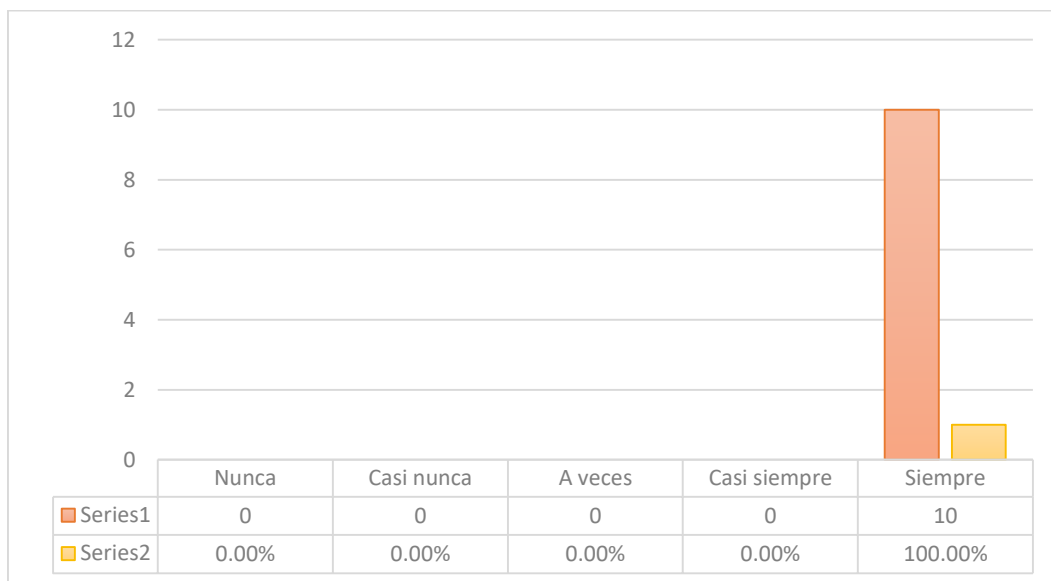 12
10
8
6
4
2
0
Nunca Casi nunca A veces Casi siempre Siempre
Series1 0 0 0 0 10
Series2 0.00% 0.00% 0.00% 0.00% 100.00%